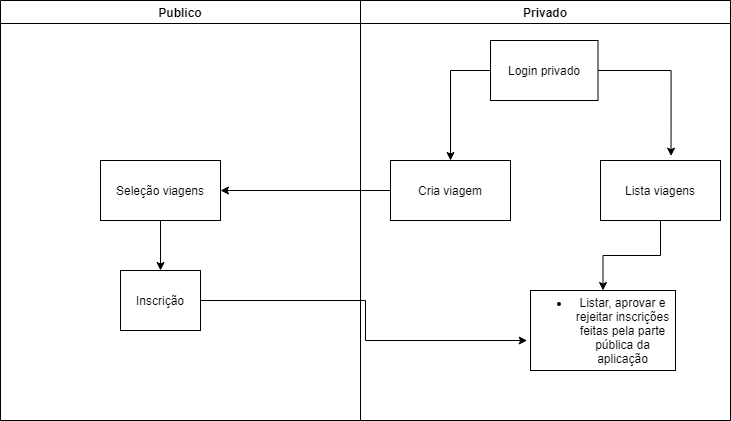 Publico
Privado
Login privado
Seleção viagens
Cria viagem
Lista viagens
Inscrição
• Listar, aprovar e
rejeitar inscrições
feitas pela parte
pública da
aplicação